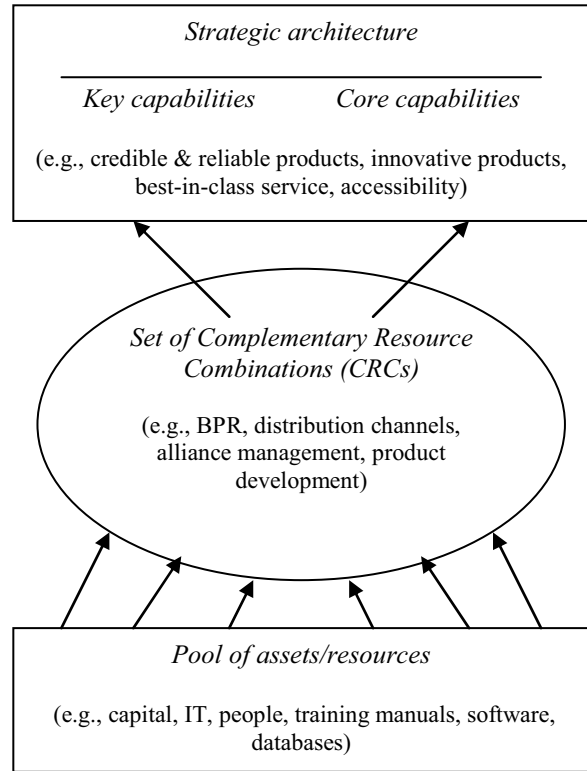 Strategic architecture
Key capabilities Core capabilities
(e.g., credible & reliable products, innovative products,
best-in-class service, accessibility)
Set of Complementary Resource
Combinations (CRCs)
(e.g., BPR, distribution channels,
alliance management, product
development)
Pool of assets/resources
(e.g., capital, IT, people, training manuals, software,
databases)